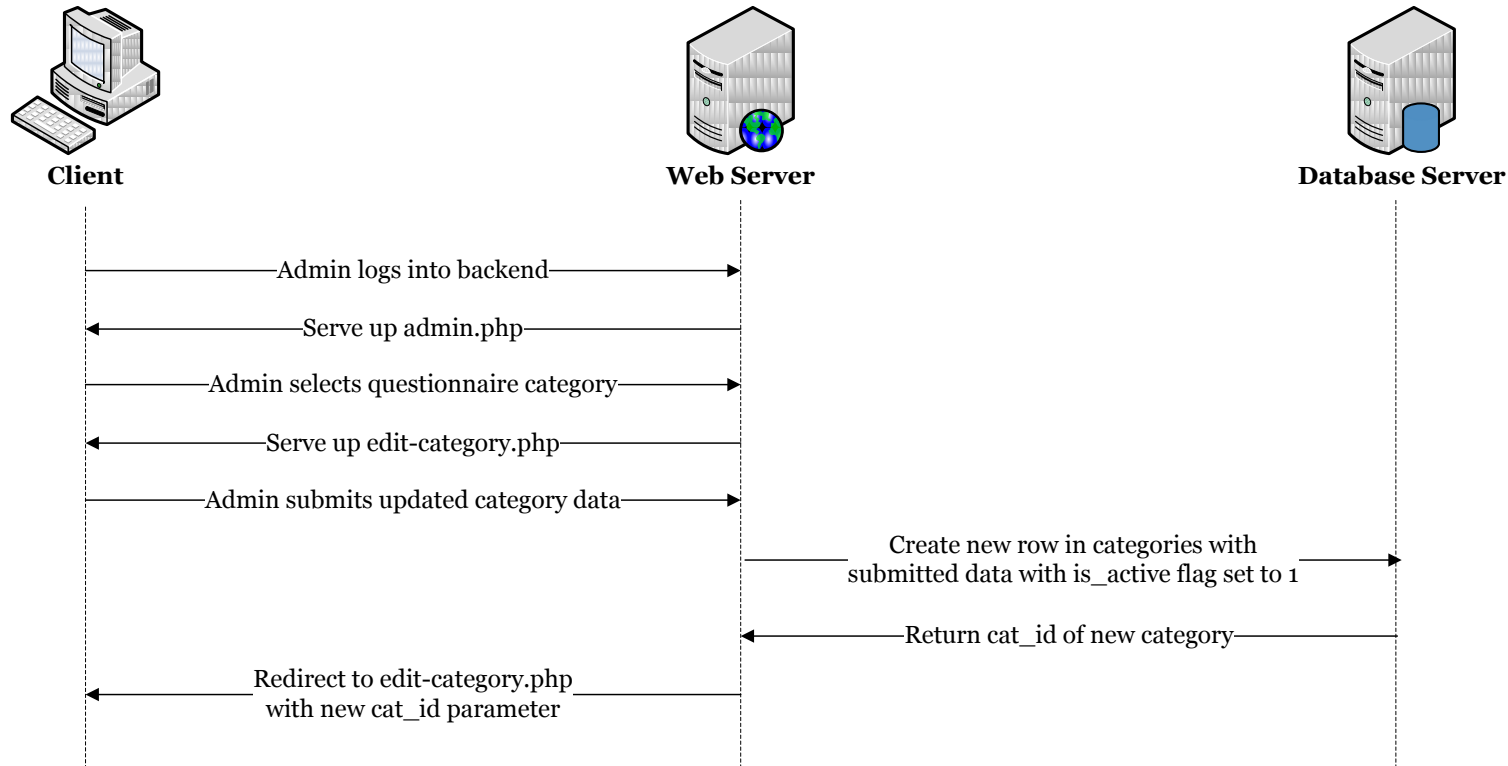 Client
Web Server
Database Server
Admin logs into backend
Serve up admin.php
Admin selects questionnaire category
Serve up edit-category.php
Admin submits updated category data
Create new row in categories with
submitted data with is_active flag set to 1
Return cat_id of new category
Redirect to edit-category.php
with new cat_id parameter